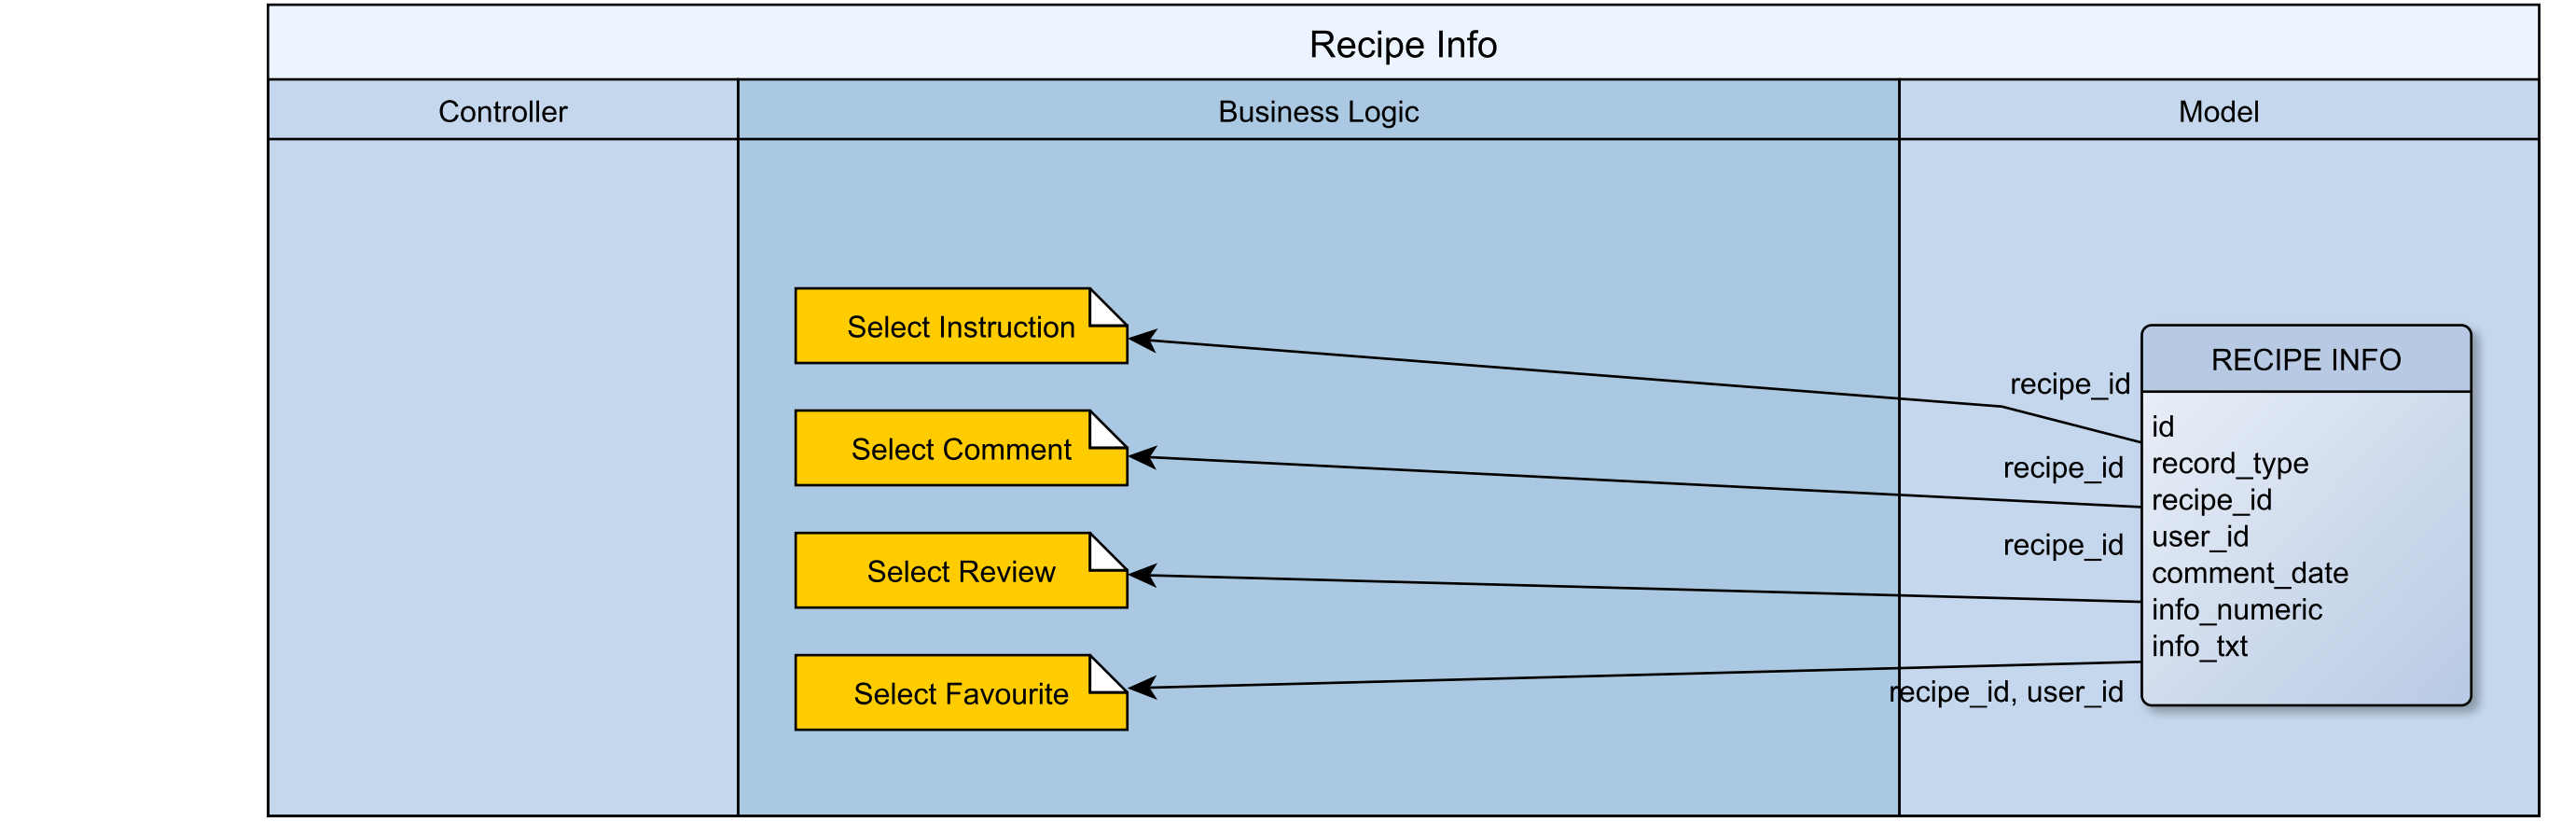 Recipe Info
Controller
Business Logic
Model
Select Instruction
Select Comment
Select Review
Select Favourite
recipe_id
recipe_id
recipe_id
recipe_id, user_id
RECIPE INFO
id
record_type
recipe_id
user_id
comment_date
info_numeric
info_txt